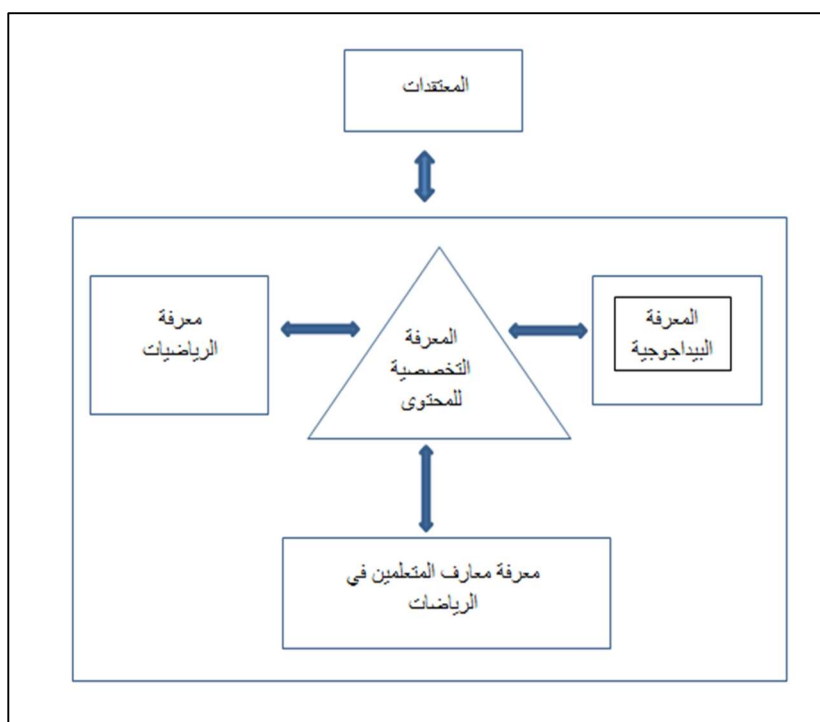 المعتقدات
المعرفة
البيداجوجية
المعرفة
التخصصية
للمحتوى
معرفة
الرياضيات
معرفة معارف المتعلمين في
الرياضات